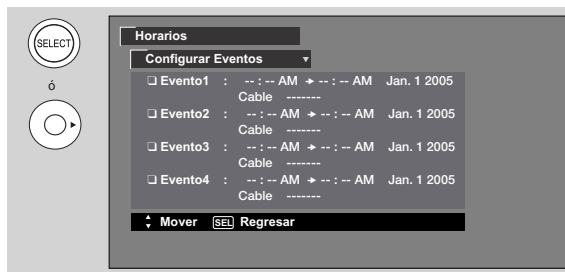 SELECT
ó
Horarios
Configurar Eventos
❏ Evento1 : -- : -- AM ➔ -- : -- AM Jan. 1 2005
Cable -------
❏ Evento2 : -- : -- AM ➔ -- : -- AM Jan. 1 2005
Cable -------
❏ Evento3 : -- : -- AM ➔ -- : -- AM Jan. 1 2005
Cable -------
❏ Evento4 : -- : -- AM ➔ -- : -- AM Jan. 1 2005
Cable -------
Mover SEL Regresar